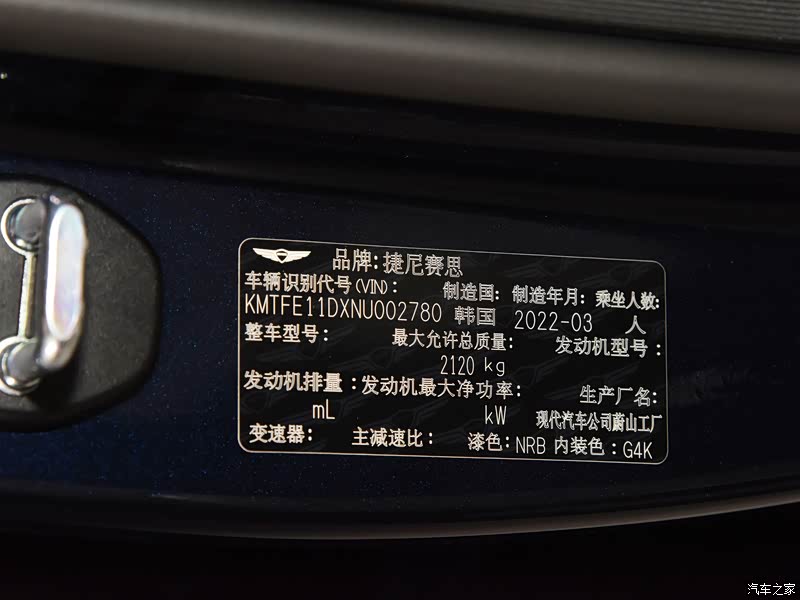 品牌:捷尼赛思
车辆识别代号(VIN): 制造国: 制造年月: 乘坐人数:
KMTFE11DXNU002780 韩国 2022-03 人
整车型号: 最大允许总质量: 发动机型号:
2120 kg
发动机排量: 发动机最大净功率: 生产厂名:
mL kW 现代汽车公司蔚山工厂
变速器: 主减速比: 漆色:NRB 内装色:G4K
汽车之家